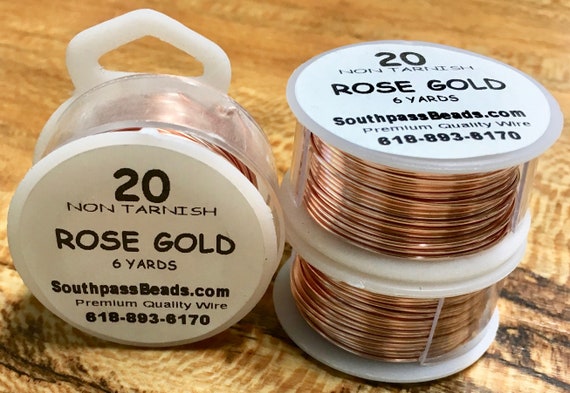 20
NON TARNISH
ROSE GOLD
6 YARDS
SouthpassBeads.com
Premium Quality Wire
618-893-6170
20
NON TARNISH
ROSE GOLD
6 YARDS
SouthpassBeads.com
Premium Quality Wire
618-893-6170